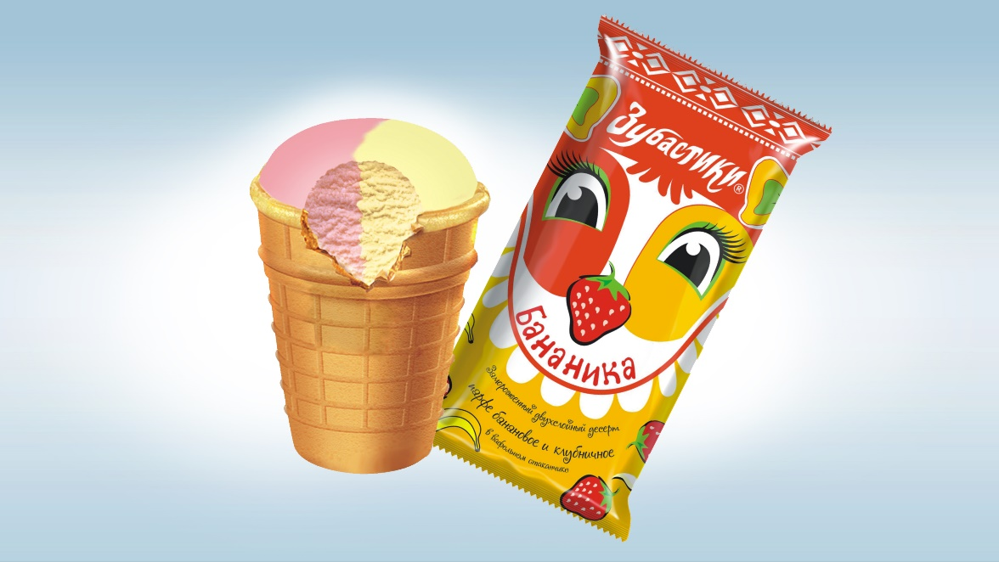 Зубастики®
Бананика
Замороженный двухслойный десерт
парфе банановое и клубничное
в вафельном стаканчике